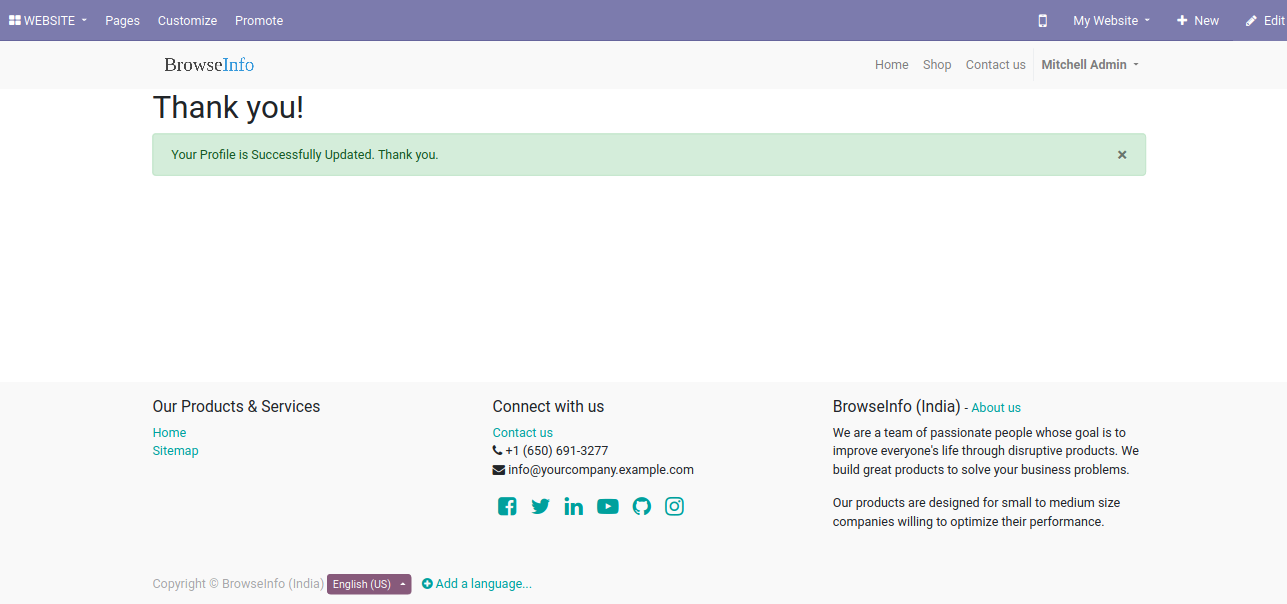 WEBSITE Pages Customize Promote My Website New Edit
BrowseInfo Home Shop Contact us Mitchell Admin
Thank you!
Your Profile is Successfully Updated. Thank you. ×
Our Products & Services
Home
Sitemap
Connect with us
Contact us
+1 (650) 691-3277
info@yourcompany.example.com
BrowseInfo (India) - About us
We are a team of passionate people whose goal is to
improve everyone's life through disruptive products. We
build great products to solve your business problems.
Our products are designed for small to medium size
companies willing to optimize their performance.
Copyright © BrowseInfo (India) English (US) Add a language...